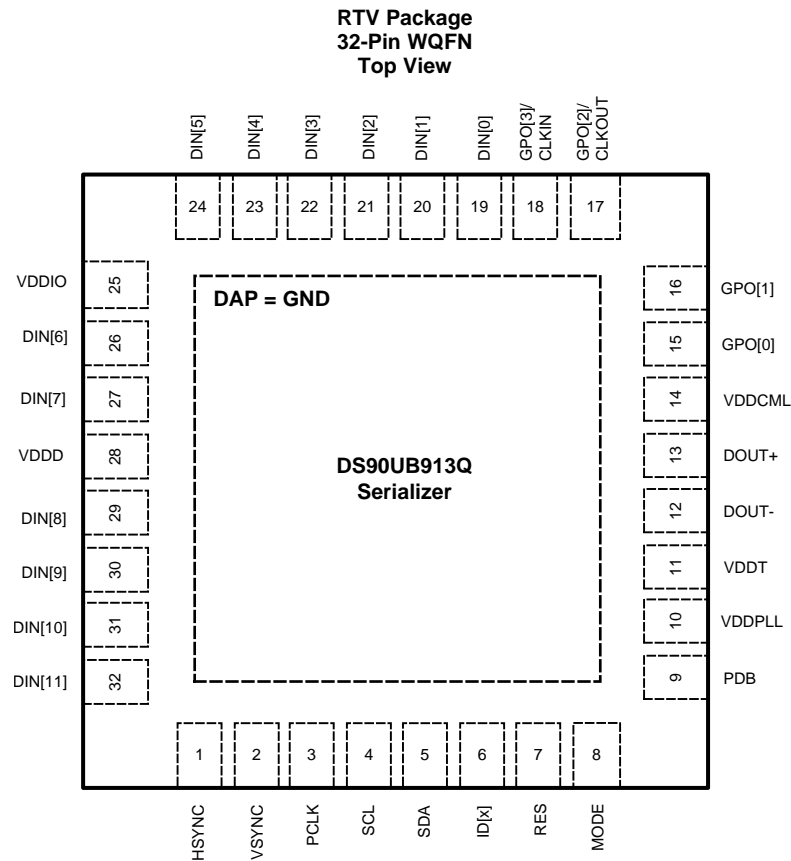 RTV Package
32-Pin WQFN
Top View
DIN[5]
DIN[4]
DIN[3]
DIN[2]
DIN[1]
DIN[0]
GPO[3]/
CLKIN
GPO[2]/
CLKOUT
24
23
22
21
20
19
18
17
VDDIO
25
DIN[6]
26
DIN[7]
27
VDDD
28
DIN[8]
29
DIN[9]
30
DIN[10]
31
DIN[11]
32
DAP = GND
DS90UB913Q
Serializer
16
GPO[1]
15
GPO[0]
14
VDDCML
13
DOUT+
12
DOUT-
11
VDDT
10
VDDPLL
9
PDB
1
2
3
4
5
6
7
8
HSYNC
VSYNC
PCLK
SCL
SDA
ID[x]
RES
MODE